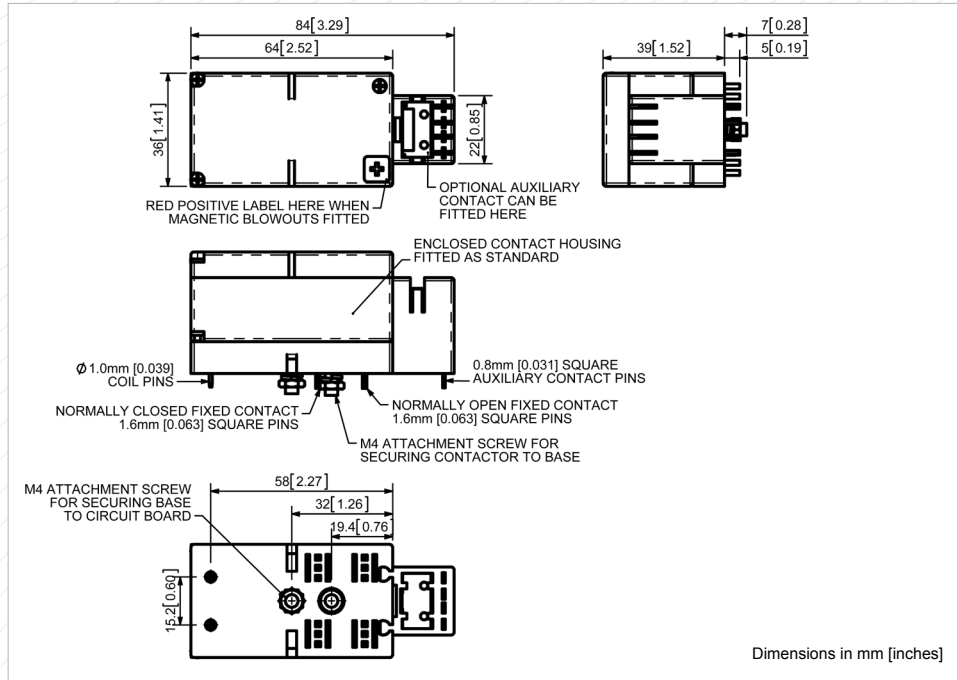 84[3.29]
64[2.52]
7[0.28]
39[1.52]
5[0.19]
36[1.41]
22[0.85]
RED POSITIVE LABEL HERE WHEN
MAGNETIC BLOWOUTS FITTED
OPTIONAL AUXILIARY
CONTACT CAN BE
FITTED HERE
ENCLOSED CONTACT HOUSING
FITTED AS STANDARD
Ø1.0mm [0.039]
COIL PINS
0.8mm [0.031] SQUARE
AUXILIARY CONTACT PINS
NORMALLY CLOSED FIXED CONTACT
1.6mm [0.063] SQUARE PINS
NORMALLY OPEN FIXED CONTACT
1.6mm [0.063] SQUARE PINS
M4 ATTACHMENT SCREW FOR
SECURING CONTACTOR TO BASE
M4 ATTACHMENT SCREW
FOR SECURING BASE
TO CIRCUIT BOARD
58[2.27]
32[1.26]
19.4[0.76]
15.2[0.60]
Dimensions in mm [inches]